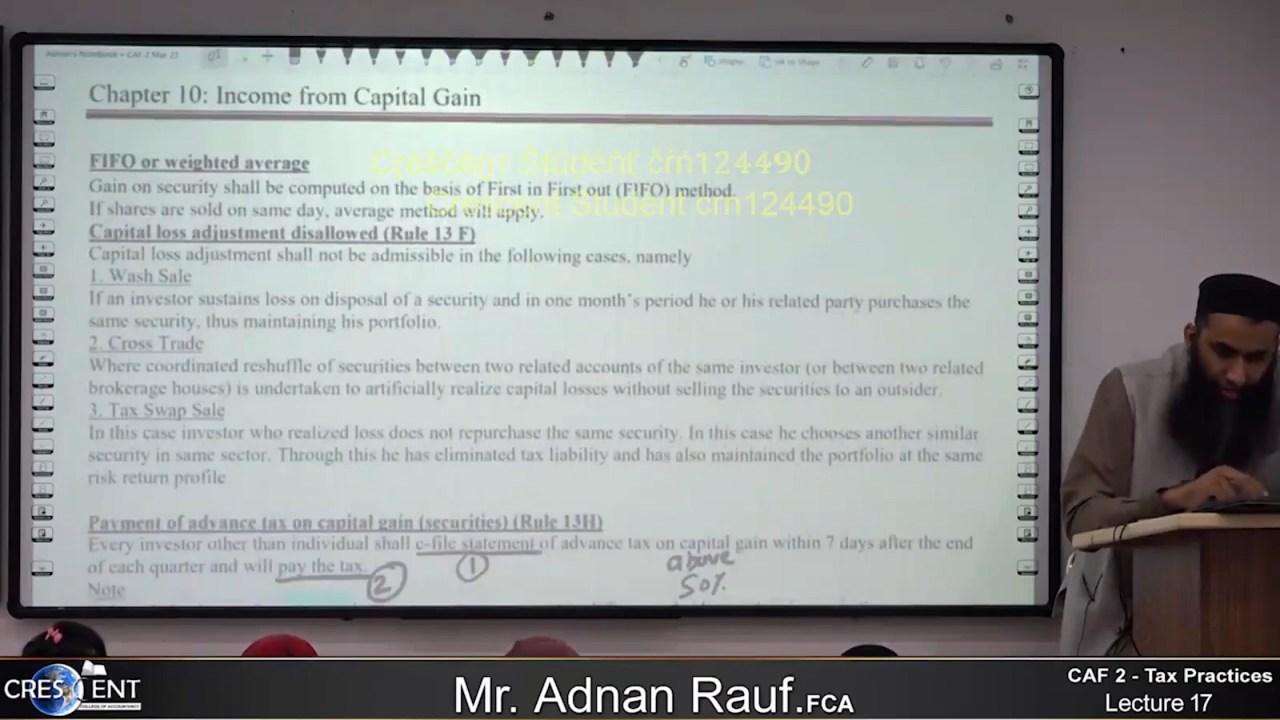 Adnan's Notebook > CAF 2 Mar 25
Chapter 10: Income from Capital Gain
FIFO or weighted average
Crescent Student crn124490
Gain on security shall be computed on the basis of First in First out (FIFO) method.
If shares are sold on same day, average method will apply.
Crescent Student crn124490
Capital loss adjustment disallowed (Rule 13 F)
Capital loss adjustment shall not be admissible in the following cases, namely
1. Wash Sale
If an investor sustains loss on disposal of a security and in one month's period he or his related party purchases the
same security, thus maintaining his portfolio.
2. Cross Trade
Where coordinated reshuffle of securities between two related accounts of the same investor (or between two related
brokerage houses) is undertaken to artificially realize capital losses without selling the securities to an outsider.
3. Tax Swap Sale
In this case investor who realized loss does not repurchase the same security. In this case he chooses another similar
security in same sector. Through this he has eliminated tax liability and has also maintained the portfolio at the same
risk return profile
Payment of advance tax on capital gain (securities) (Rule 13H)
Every investor other than individual shall e-file statement of advance tax on capital gain within 7 days after the end
of each quarter and will pay the tax.
2
1
above
50%
Note
CRESCENT
COLLEGE OF ACCOUNTANCY
Mr. Adnan Rauf.FCA
CAF 2 - Tax Practices
Lecture 17